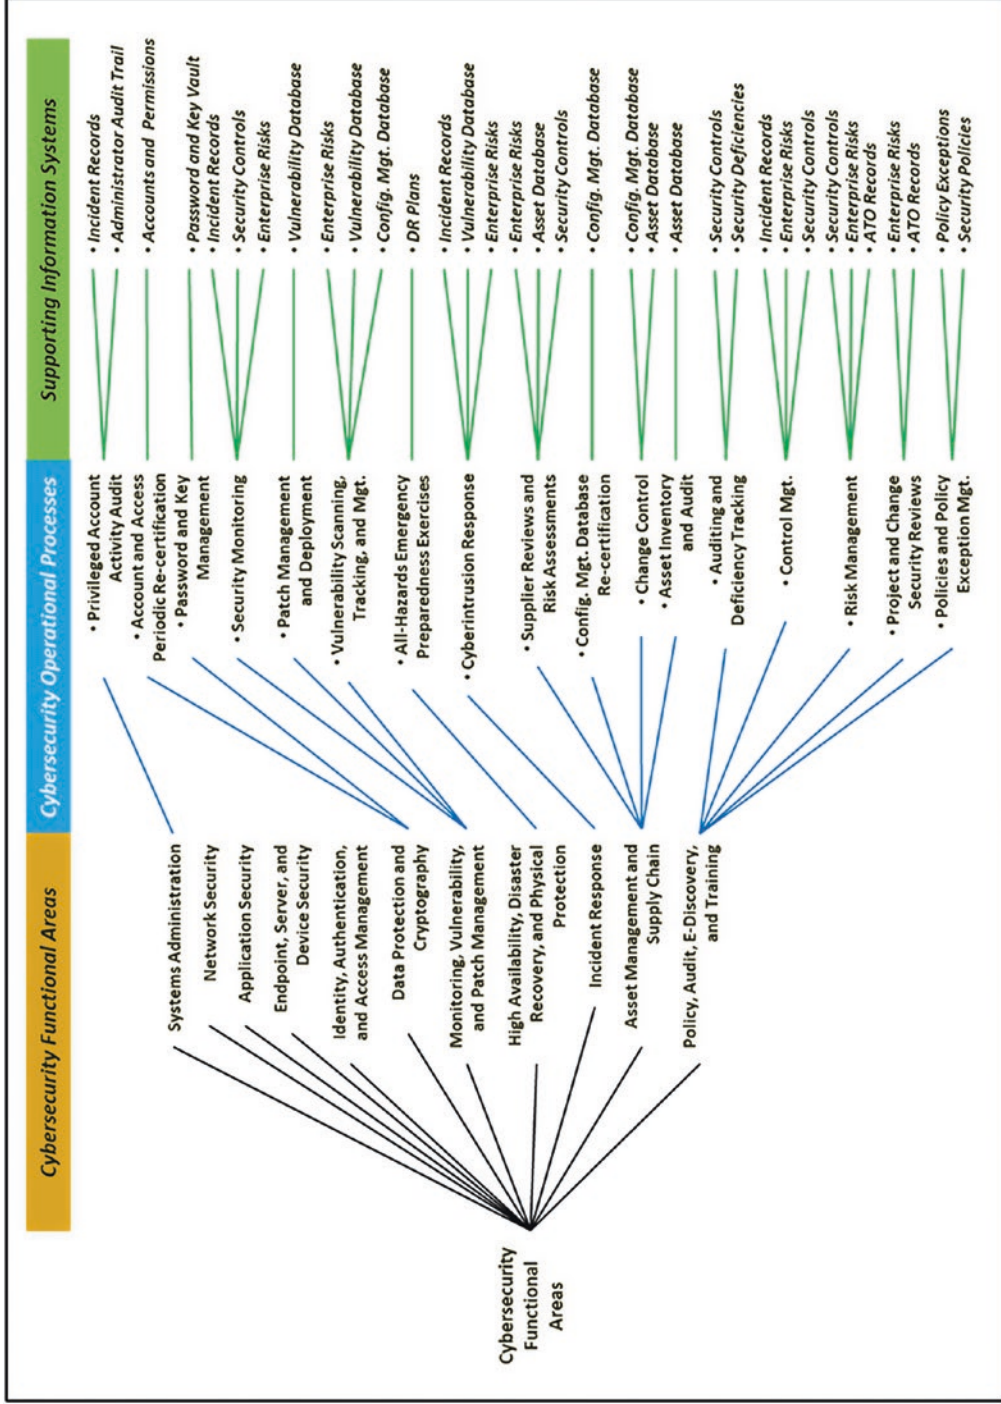 Cybersecurity Functional Areas
Cybersecurity Operational Processes
Supporting Information Systems
Cybersecurity
Functional
Areas
Systems Administration
Network Security
Application Security
Endpoint, Server, and
Device Security
Identity, Authentication,
and Access Management
Data Protection and
Cryptography
Monitoring, Vulnerability,
and Patch Management
High Availability, Disaster
Recovery, and Physical
Protection
Incident Response
Asset Management and
Supply Chain
Policy, Audit, E-Discovery,
and Training
• Privileged Account
Activity Audit
• Account and Access
Periodic Re-certification
• Password and Key
Management
• Security Monitoring
• Patch Management
and Deployment
• Vulnerability Scanning,
Tracking, and Mgt.
• All-Hazards Emergency
Preparedness Exercises
• Cyberintrusion Response
• Supplier Reviews and
Risk Assessments
• Config. Mgt. Database
Re-certification
• Change Control
• Asset Inventory
and Audit
• Auditing and
Deficiency Tracking
• Control Mgt.
• Risk Management
• Project and Change
Security Reviews
• Policies and Policy
Exception Mgt.
• Incident Records
• Administrator Audit Trail
• Accounts and Permissions
• Password and Key Vault
• Incident Records
• Security Controls
• Enterprise Risks
• Vulnerability Database
• Enterprise Risks
• Vulnerability Database
• Config. Mgt. Database
• DR Plans
• Incident Records
• Vulnerability Database
• Enterprise Risks
• Enterprise Risks
• Asset Database
• Security Controls
• Config. Mgt. Database
• Config. Mgt. Database
• Asset Database
• Asset Database
• Security Controls
• Security Deficiencies
• Incident Records
• Enterprise Risks
• Security Controls
• Security Controls
• Enterprise Risks
• ATO Records
• Enterprise Risks
• ATO Records
• Policy Exceptions
• Security Policies